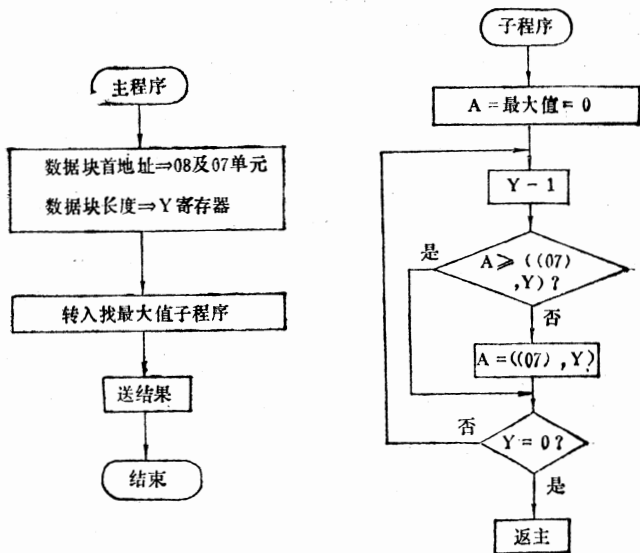 主程序
数据块首地址⇒08及07单元
数据块长度⇒Y寄存器
转入找最大值子程序
送结果
结束
子程序
A=最大值=0
Y-1
是
A⩾((07)
,Y)?
否
A=((07),Y)
否
Y=0?
是
返主